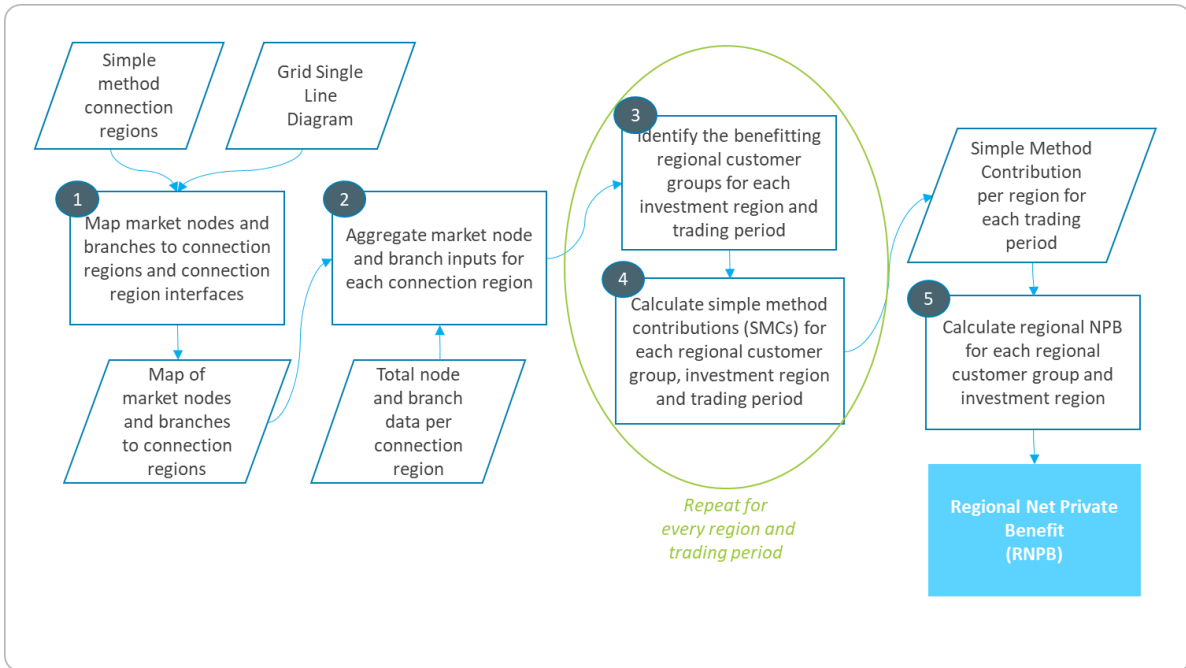 Simple
method
connection
regions
Grid Single
Line
Diagram
1
Map market nodes and
branches to connection
regions and connection
region interfaces
Map of
market nodes
and branches
to connection
regions
2
Aggregate market node
and branch inputs for
each connection region
Total node
and branch
data per
connection
region
3
Identify the benefitting
regional customer
groups for each
investment region and
trading period
4
Calculate simple method
contributions (SMCs) for
each regional customer
group, investment region
and trading period
Repeat for
every region and
trading period
Simple Method
Contribution
per region for
each trading
period
5
Calculate regional NPB
for each regional
customer group and
investment region
Regional Net Private
Benefit
(RNPB)